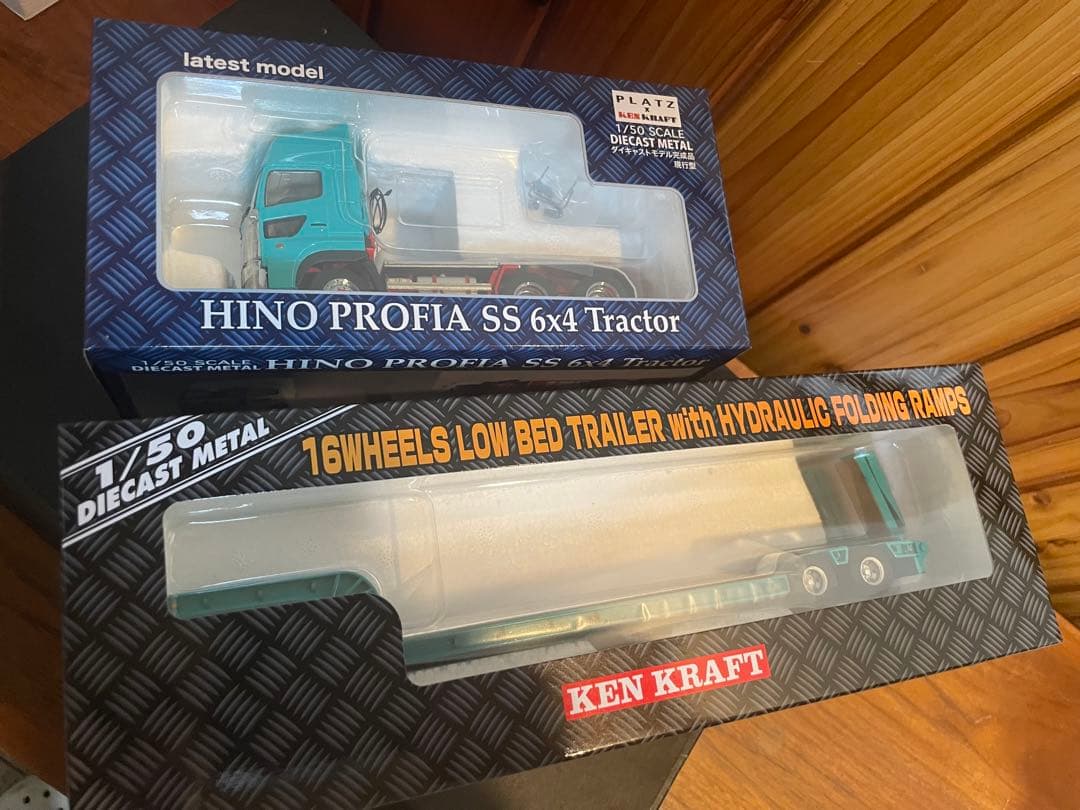 latest model
PLATZ
x
KEN KRAFT
1/50 SCALE
DIECAST METAL
ダイキャストモデル完成品
現行型
HINO PROFIA SS 6x4 Tractor
1/50 SCALE
DIECAST METAL HINO PROFIA SS 6x4 Tractor
1/50
DIECAST METAL
16WHEELS LOW BED TRAILER with HYDRAULIC FOLDING RAMPS
KEN KRAFT